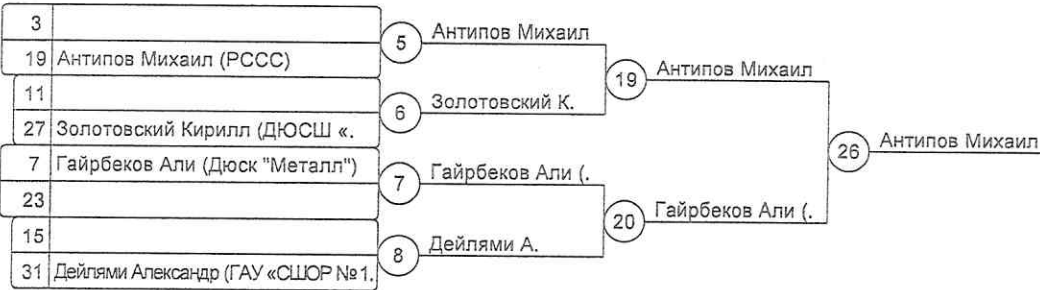 3
19 Антипов Михаил (РССС)
11
27 Золотовский Кирилл (ДЮСШ «.
7 Гайрбеков Али (Дюск "Металл")
23
15
31 Дейлями Александр (ГАУ «СШОР №1.
5 Антипов Михаил
6 Золотовский К.
7 Гайрбеков Али (.
8 Дейлями А.
19 Антипов Михаил
20 Гайрбеков Али (.
26 Антипов Михаил